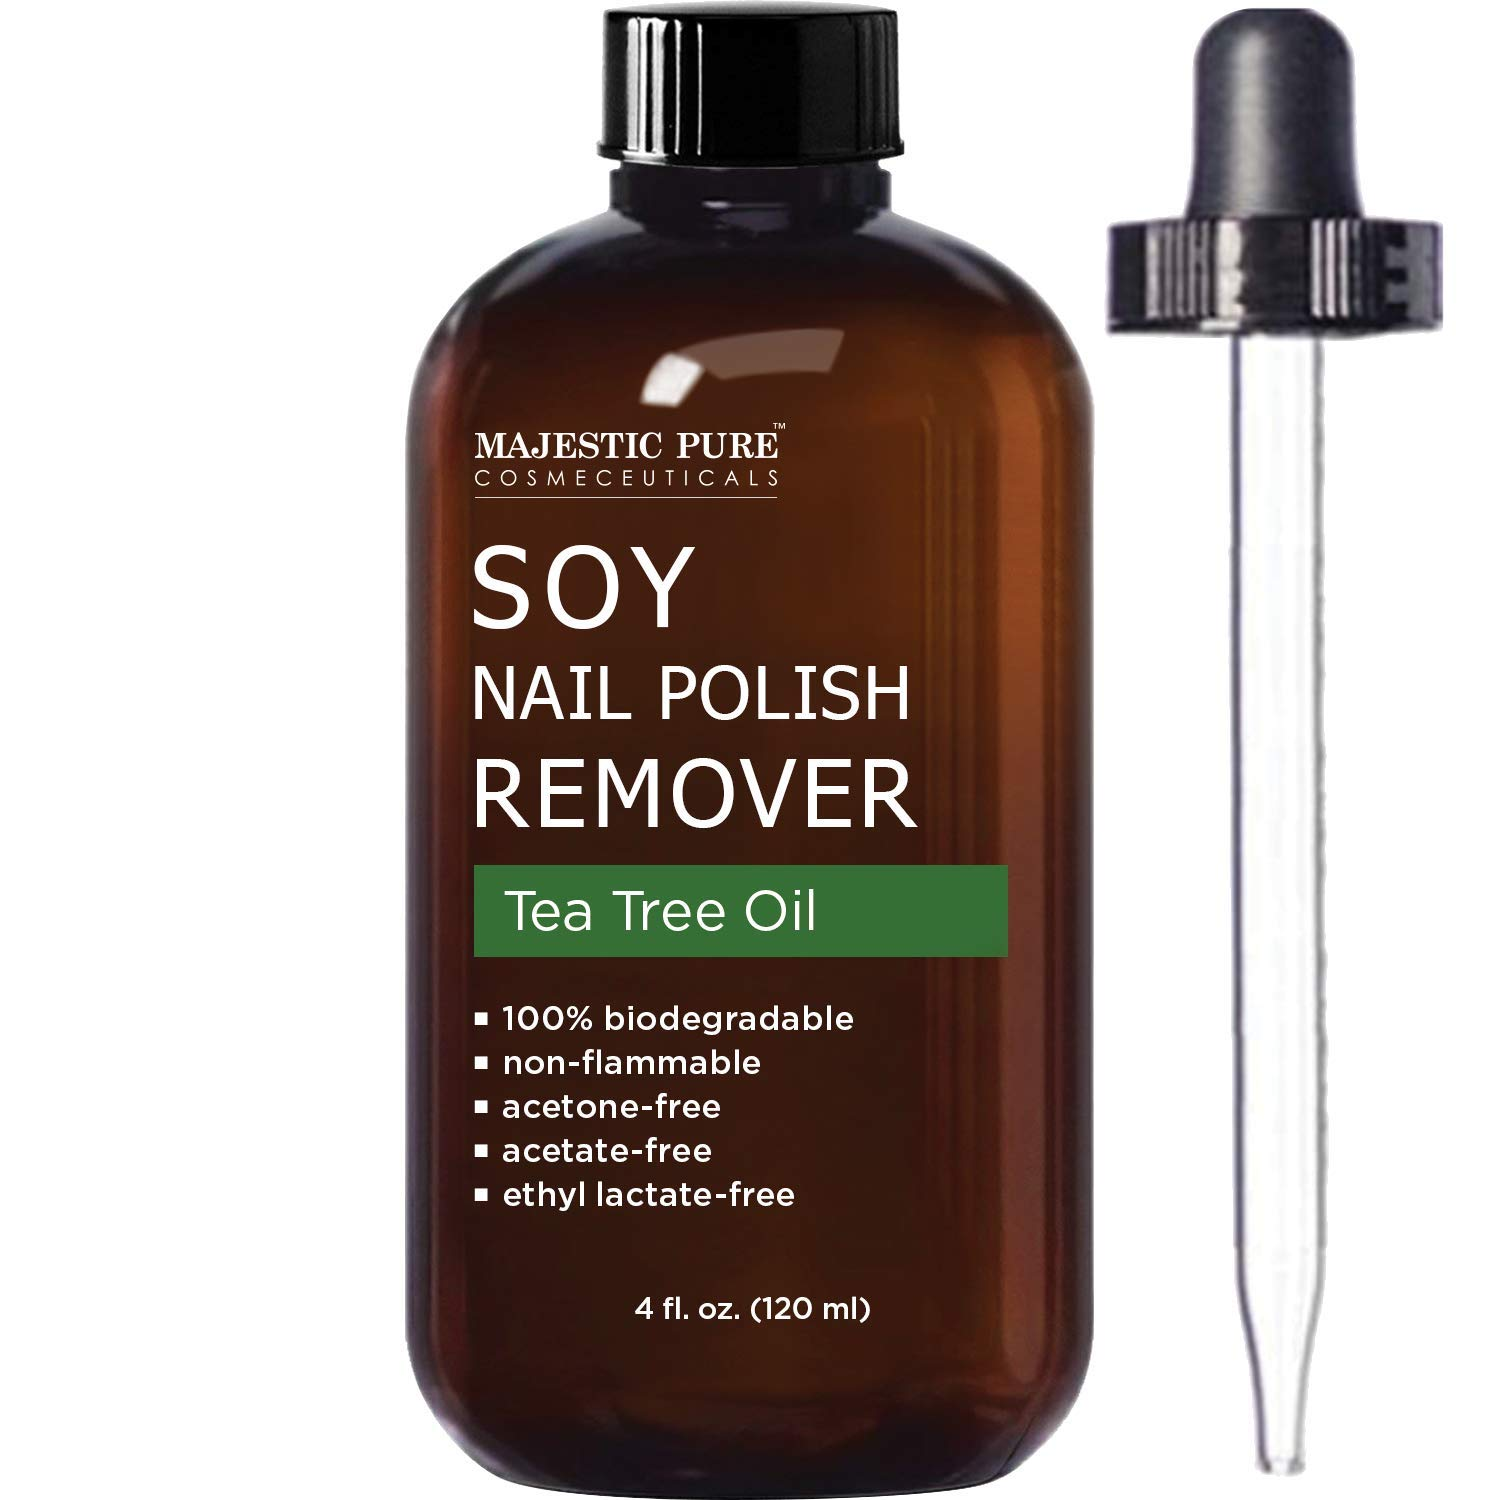 MAJESTIC PURE™
COSMECEUTICALS
SOY
NAIL POLISH
REMOVER
Tea Tree Oil
▪ 100% biodegradable
▪ non-flammable
▪ acetone-free
▪ acetate-free
▪ ethyl lactate-free
4 fl. oz. (120 ml)